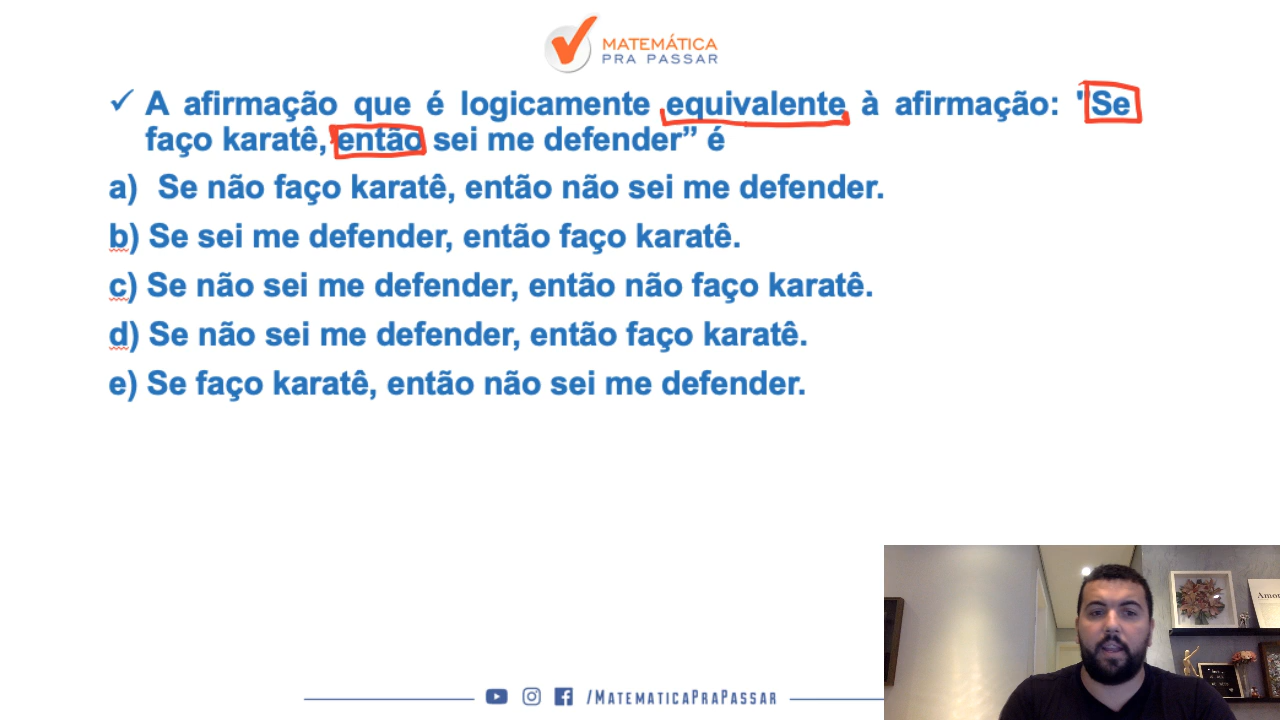 MATEMÁTICA
PRA PASSAR
✓ A afirmação que é logicamente equivalente à afirmação: "Se
faço karatê, então sei me defender” é
a) Se não faço karatê, então não sei me defender.
b) Se sei me defender, então faço karatê.
c) Se não sei me defender, então não faço karatê.
d) Se não sei me defender, então faço karatê.
e) Se faço karatê, então não sei me defender.
/MATEMATICAPRAPASSAR